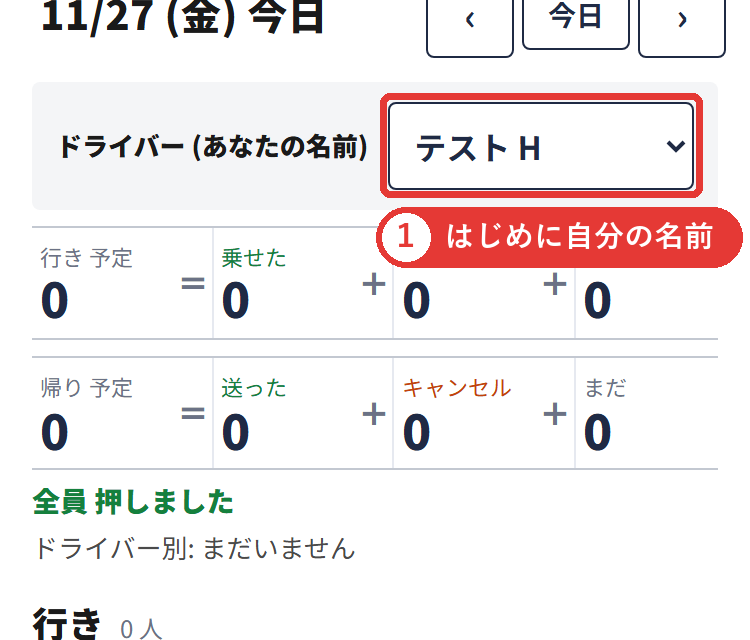 11/27 (金) 今日
‹ 今日 ›
ドライバー (あなたの名前) テスト H
1 はじめに自分の名前
行き 予定 乗せた
0 = 0 + 0 + 0
帰り 予定 送った キャンセル まだ
0 = 0 + 0 + 0
全員 押しました
ドライバー別: まだいません
行き 0 人